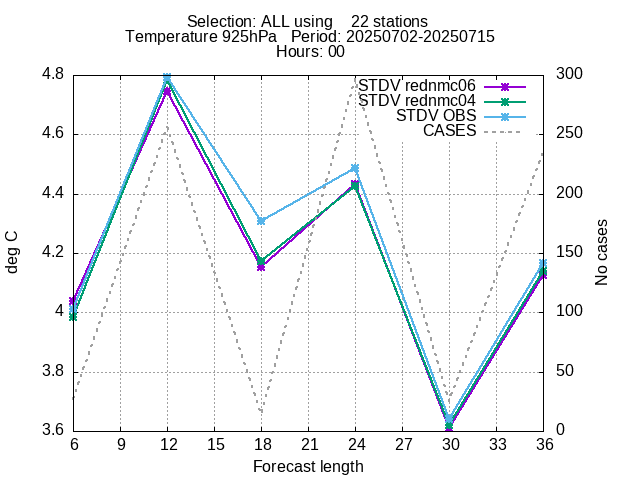 Selection: ALL using    22 stations
Temperature 925hPa   Period: 20250702-20250715
Hours: 00
STDV rednmc06
STDV rednmc04
STDV OBS
CASES
4.8
4.6
4.4
4.2
4
3.8
3.6
300
250
200
150
100
50
0
deg C
No cases
6 9 12 15 18 21 24 27 30 33 36
Forecast length